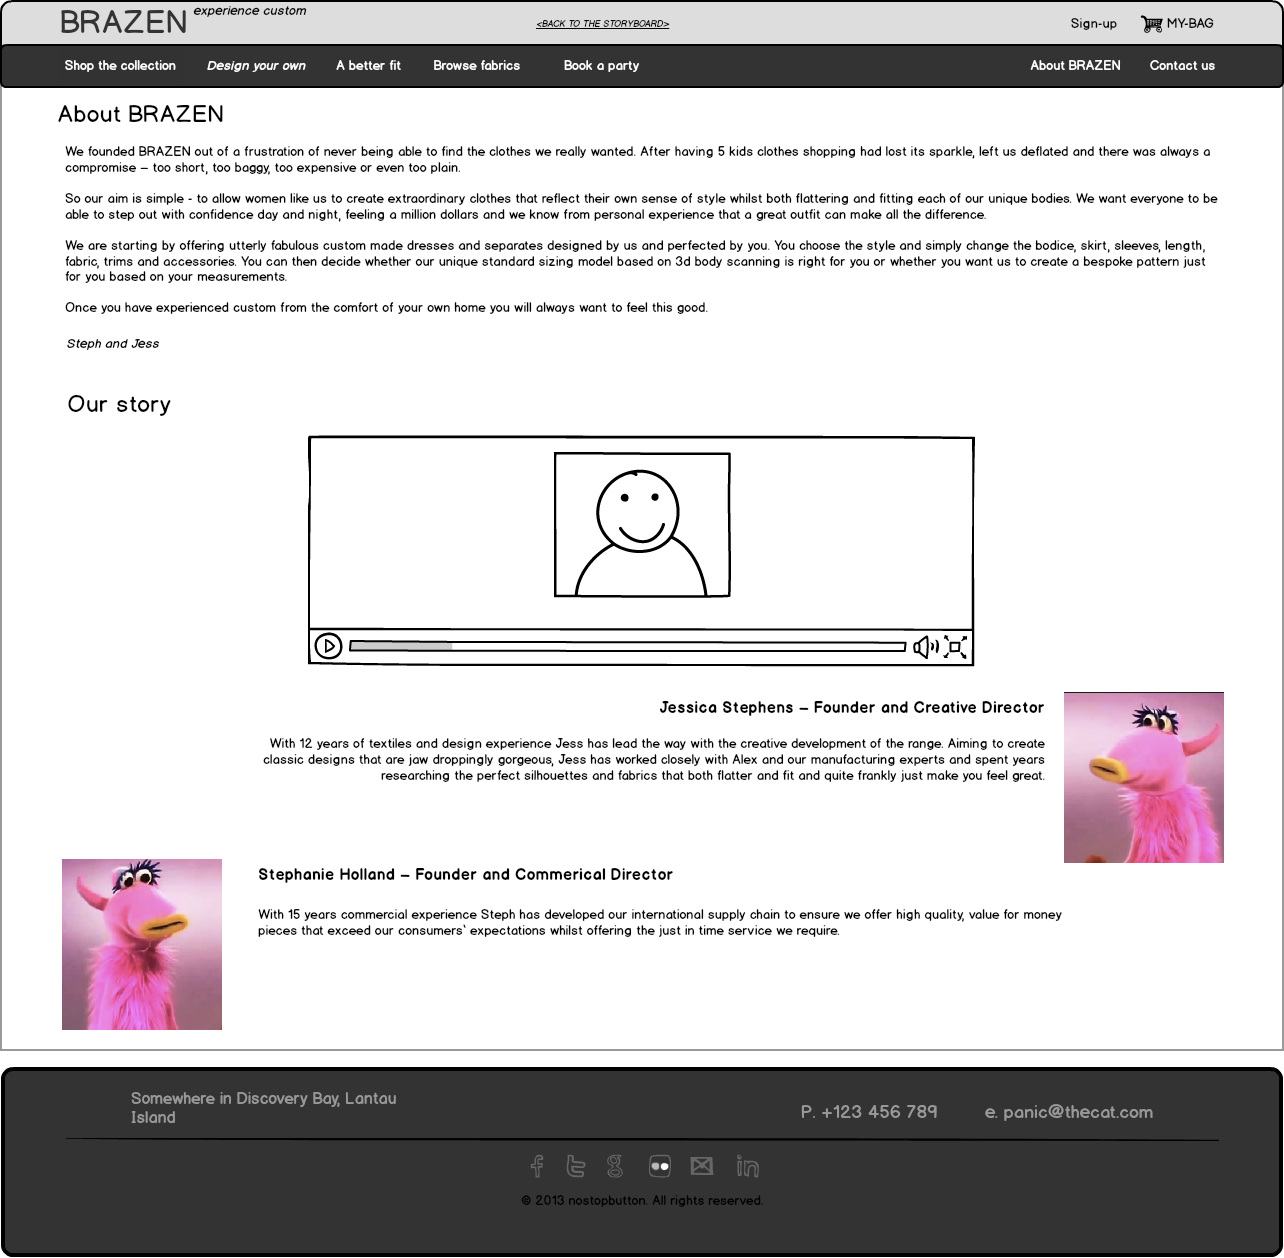 BRAZEN experience custom
<BACK TO THE STORYBOARD>
Sign-up MY-BAG
Shop the collection Design your own A better fit Browse fabrics Book a party About BRAZEN Contact us
About BRAZEN
We founded BRAZEN out of a frustration of never being able to find the clothes we really wanted. After having 5 kids clothes shopping had lost its sparkle, left us deflated and there was always a
compromise – too short, too baggy, too expensive or even too plain.
So our aim is simple - to allow women like us to create extraordinary clothes that reflect their own sense of style whilst both flattering and fitting each of our unique bodies. We want everyone to be
able to step out with confidence day and night, feeling a million dollars and we know from personal experience that a great outfit can make all the difference.
We are starting by offering utterly fabulous custom made dresses and separates designed by us and perfected by you. You choose the style and simply change the bodice, skirt, sleeves, length,
fabric, trims and accessories. You can then decide whether our unique standard sizing model based on 3d body scanning is right for you or whether you want us to create a bespoke pattern just
for you based on your measurements.
Once you have experienced custom from the comfort of your own home you will always want to feel this good.
Steph and Jess
Our story
Jessica Stephens – Founder and Creative Director
With 12 years of textiles and design experience Jess has lead the way with the creative development of the range. Aiming to create
classic designs that are jaw droppingly gorgeous, Jess has worked closely with Alex and our manufacturing experts and spent years
researching the perfect silhouettes and fabrics that both flatter and fit and quite frankly just make you feel great.
Stephanie Holland – Founder and Commerical Director
With 15 years commercial experience Steph has developed our international supply chain to ensure we offer high quality, value for money
pieces that exceed our consumers` expectations whilst offering the just in time service we require.
Somewhere in Discovery Bay, Lantau
Island
P. +123 456 789 e. panic@thecat.com
© 2013 nostopbutton. All rights reserved.